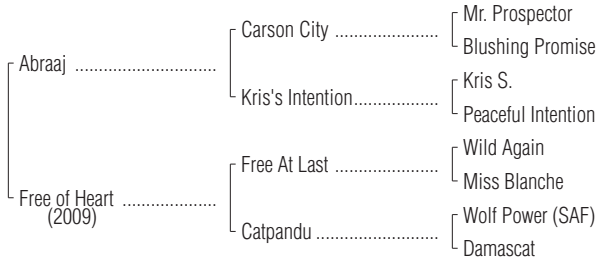 Mr. Prospector
Carson City ....................
Blushing Promise
Abraaj ...........................
Kris S.
Kris's Intention................
Peaceful Intention
Wild Again
Free At Last ....................
Miss Blanche
Free of Heart ..................
(2009)
Wolf Power (SAF)
Catpandu ........................
Damascat